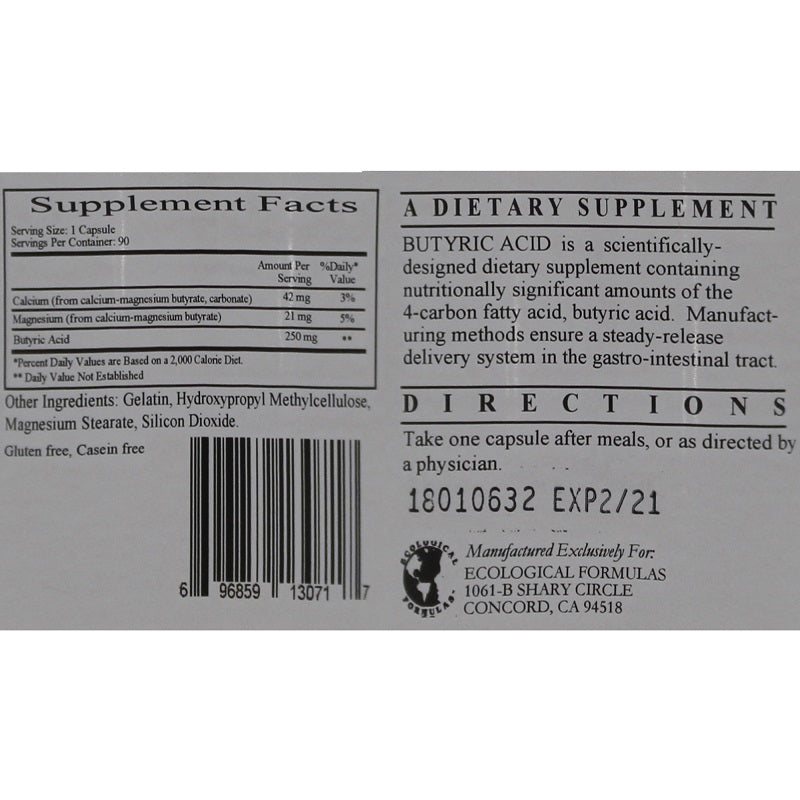 Supplement Facts
Serving Size: 1 Capsule
Servings Per Container: 90
Amount Per Serving %Daily* Value
Calcium (from calcium-magnesium butyrate, carbonate) 42 mg 3%
Magnesium (from calcium-magnesium butyrate) 21 mg 5%
Butyric Acid 250 mg **
*Percent Daily Values are Based on a 2,000 Calorie Diet.
** Daily Value Not Established
Other Ingredients: Gelatin, Hydroxypropyl Methylcellulose,
Magnesium Stearate, Silicon Dioxide.
Gluten free, Casein free
6 96859 13071 7
A DIETARY SUPPLEMENT
BUTYRIC ACID is a scientifically-
designed dietary supplement containing
nutritionally significant amounts of the
4-carbon fatty acid, butyric acid. Manufact-
uring methods ensure a steady-release
delivery system in the gastro-intestinal tract.
DIRECTIONS
Take one capsule after meals, or as directed by
a physician.
18010632 EXP2/21
ECOLOGICAL FORMULAS
Manufactured Exclusively For:
ECOLOGICAL FORMULAS
1061-B SHARY CIRCLE
CONCORD, CA 94518